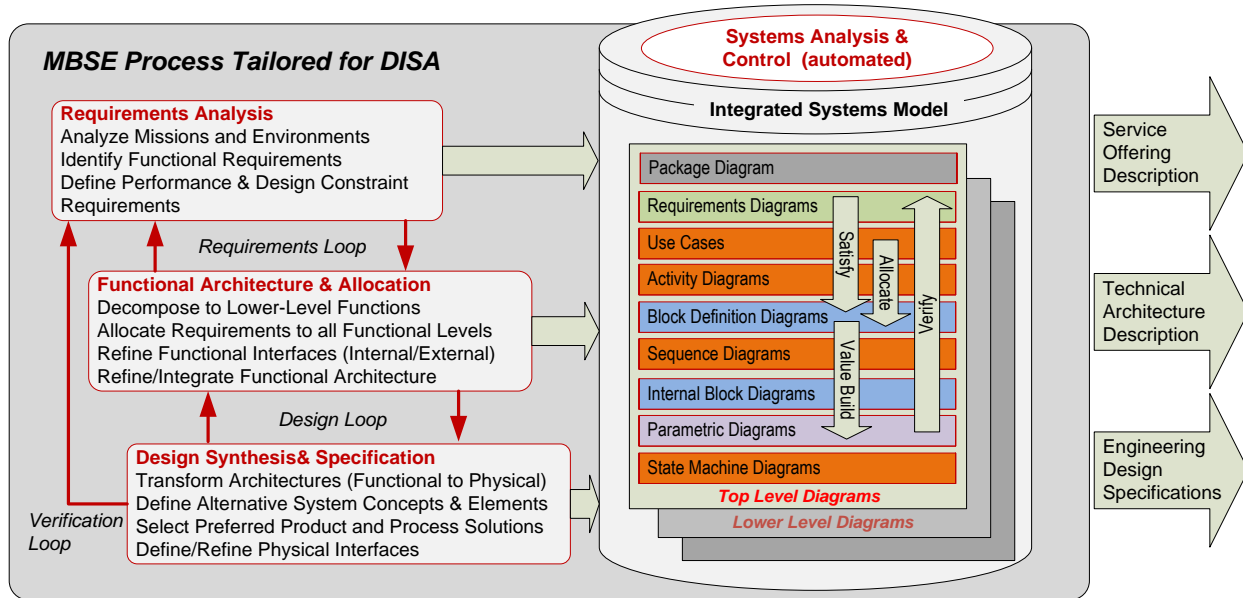 MBSE Process Tailored for DISA
Requirements Analysis
Analyze Missions and Environments
Identify Functional Requirements
Define Performance & Design Constraint
Requirements
Requirements Loop
Functional Architecture & Allocation
Decompose to Lower-Level Functions
Allocate Requirements to all Functional Levels
Refine Functional Interfaces (Internal/External)
Refine/Integrate Functional Architecture
Design Loop
Design Synthesis& Specification
Transform Architectures (Functional to Physical)
Define Alternative System Concepts & Elements
Select Preferred Product and Process Solutions
Define/Refine Physical Interfaces
Verification
Loop
Systems Analysis &
Control (automated)
Integrated Systems Model
Package Diagram
Requirements Diagrams
Use Cases
Activity Diagrams
Block Definition Diagrams
Sequence Diagrams
Internal Block Diagrams
Parametric Diagrams
State Machine Diagrams
Satisfy
Allocate
Value Build
Verify
Top Level Diagrams
Lower Level Diagrams
Service
Offering
Description
Technical
Architecture
Description
Engineering
Design
Specifications